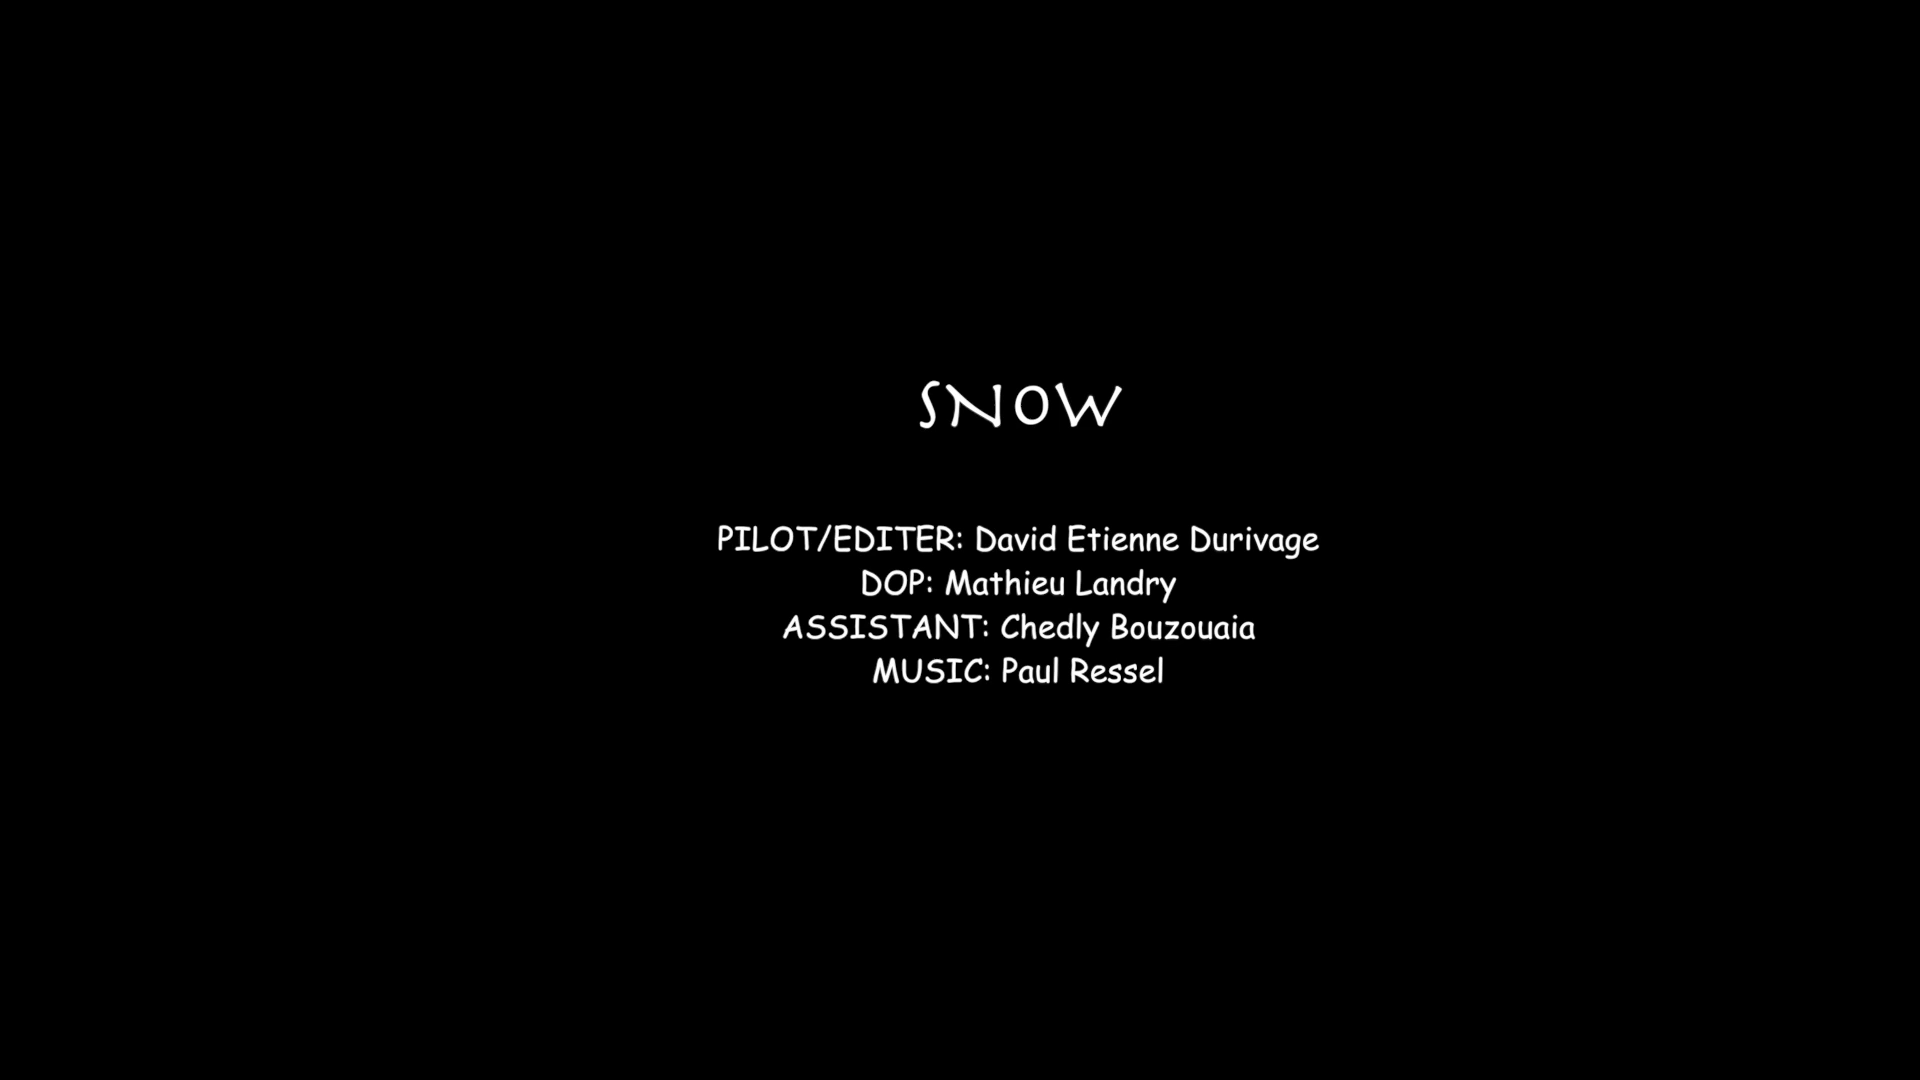 SNOW
PILOT/EDITER: David Etienne Durivage
DOP: Mathieu Landry
ASSISTANT: Chedly Bouzouaia
MUSIC: Paul Ressel